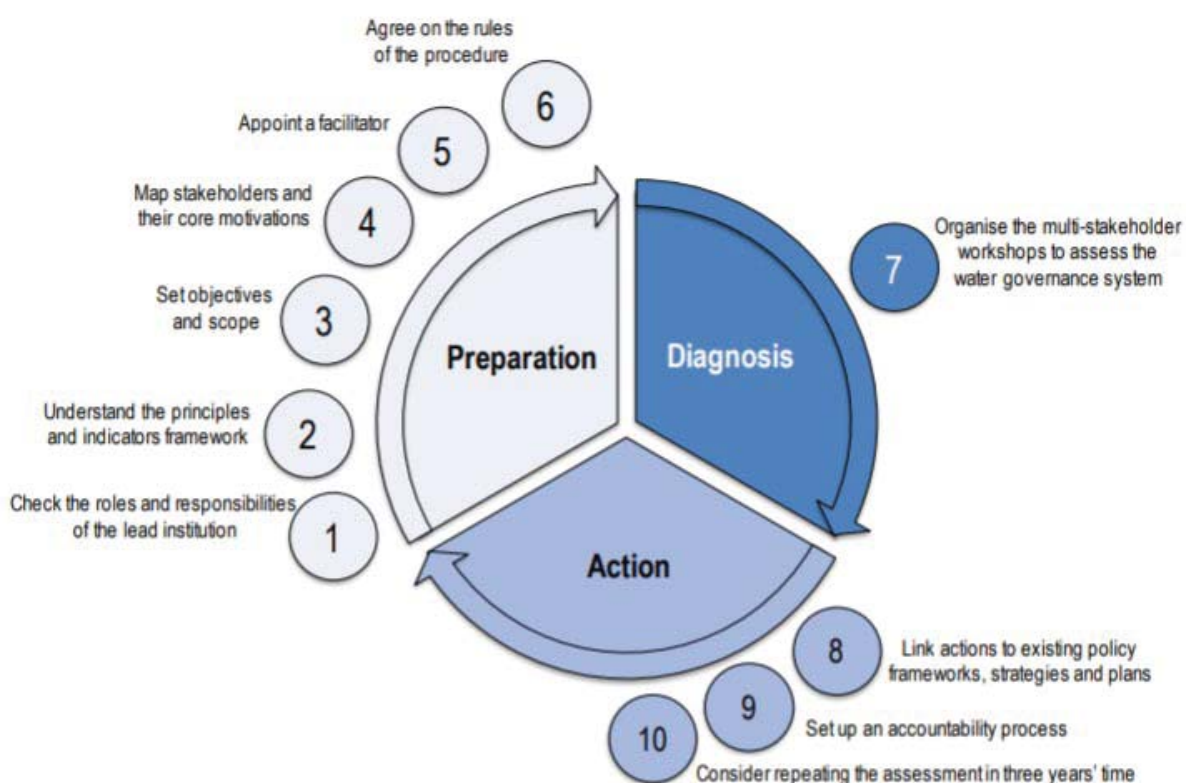 Agree on the rules
of the procedure
6
Appoint a facilitator
5
Map stakeholders and
their core motivations
4
Set objectives
and scope
3
Understand the principles
and indicators framework
2
Check the roles and responsibilities
of the lead institution
1
Preparation
Diagnosis
7
Organise the multi-stakeholder
workshops to assess the
water governance system
Action
8
Link actions to existing policy
frameworks, strategies and plans
9
Set up an accountability process
10
Consider repeating the assessment in three years' time